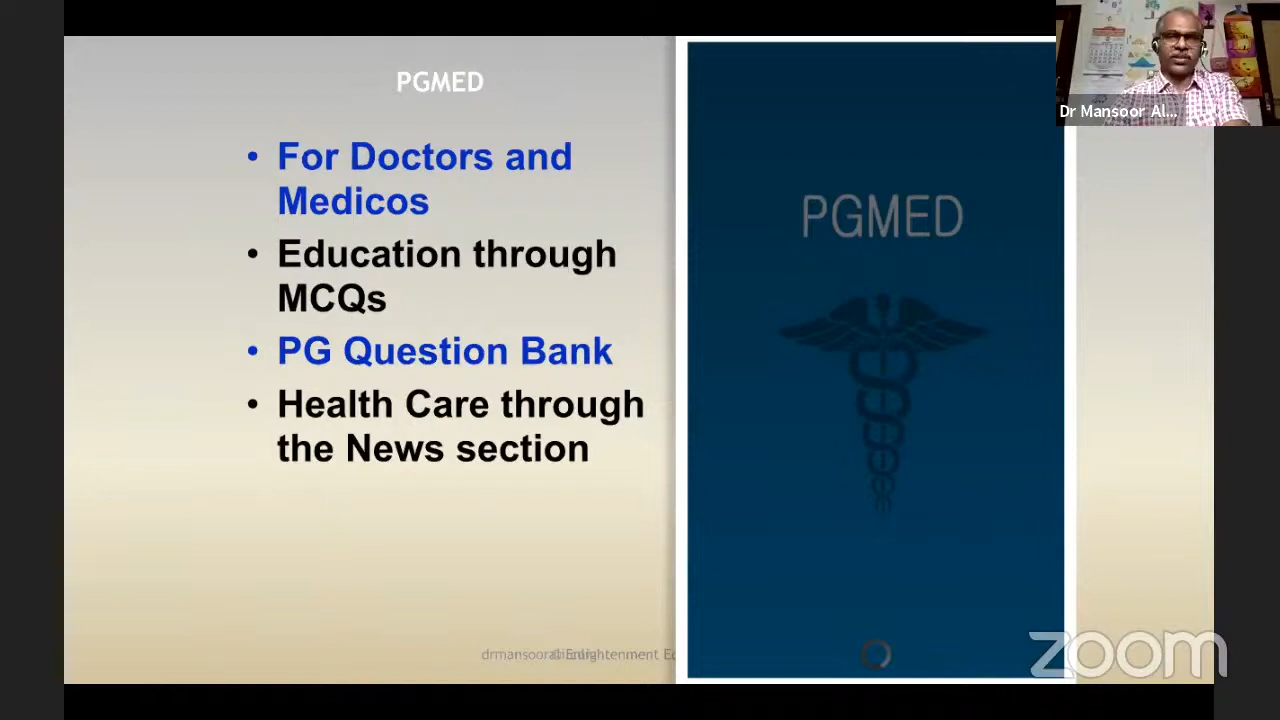 PGMED
• For Doctors and
Medicos
• Education through
MCQs
• PG Question Bank
• Health Care through
the News section
PGMED
Dr Mansoor Al...
Enlightenment
zoom